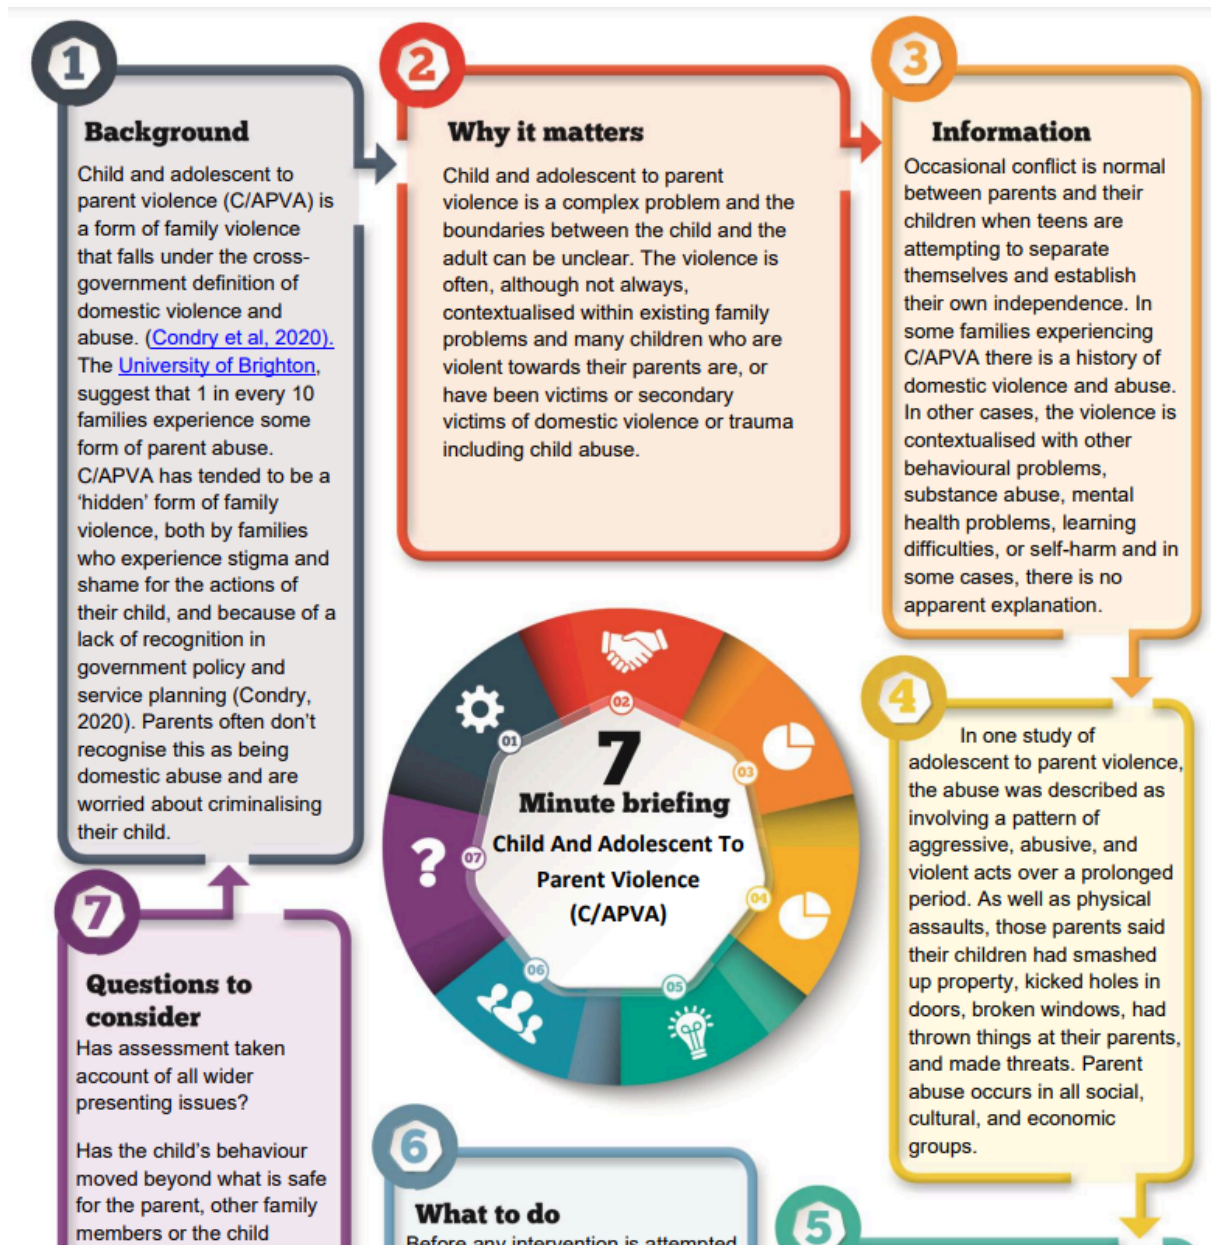 1
Background
Child and adolescent to
parent violence (C/APVA) is
a form of family violence
that falls under the cross-
government definition of
domestic violence and
abuse. (Condry et al, 2020).
The University of Brighton,
suggest that 1 in every 10
families experience some
form of parent abuse.
C/APVA has tended to be a
‘hidden’ form of family
violence, both by families
who experience stigma and
shame for the actions of
their child, and because of a
lack of recognition in
government policy and
service planning (Condry,
2020). Parents often don’t
recognise this as being
domestic abuse and are
worried about criminalising
their child.
2
Why it matters
Child and adolescent to parent
violence is a complex problem and the
boundaries between the child and the
adult can be unclear. The violence is
often, although not always,
contextualised within existing family
problems and many children who are
violent towards their parents are, or
have been victims or secondary
victims of domestic violence or trauma
including child abuse.
3
Information
Occasional conflict is normal
between parents and their
children when teens are
attempting to separate
themselves and establish
their own independence. In
some families experiencing
C/APVA there is a history of
domestic violence and abuse.
In other cases, the violence is
contextualised with other
behavioural problems,
substance abuse, mental
health problems, learning
difficulties, or self-harm and in
some cases, there is no
apparent explanation.
4
In one study of
adolescent to parent violence,
the abuse was described as
involving a pattern of
aggressive, abusive, and
violent acts over a prolonged
period. As well as physical
assaults, those parents said
their children had smashed
up property, kicked holes in
doors, broken windows, had
thrown things at their parents,
and made threats. Parent
abuse occurs in all social,
cultural, and economic
groups.
01
02
03
04
05
06
07
?
7
Minute briefing
Child And Adolescent To
Parent Violence
(C/APVA)
5
6
What to do
Before any intervention is attempted
7
Questions to
consider
Has assessment taken
account of all wider
presenting issues?
Has the child’s behaviour
moved beyond what is safe
for the parent, other family
members or the child